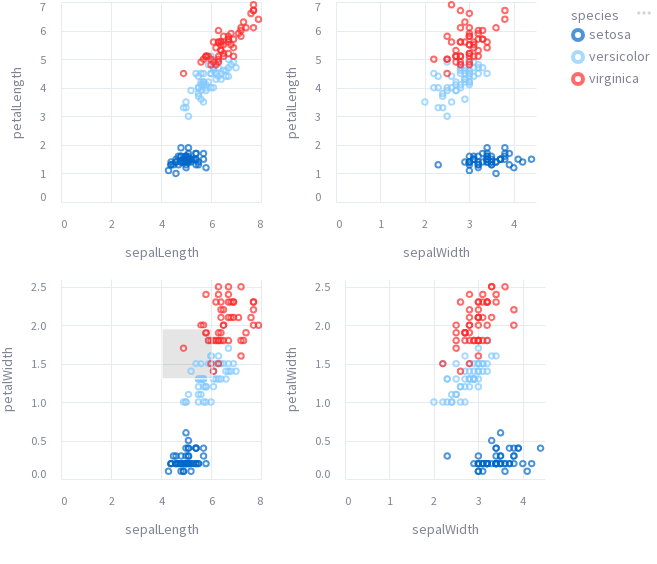 7
6
5
4
3
2
1
0
petalLength
0 2 4 6 8
sepalLength
7
6
5
4
3
2
1
0
petalLength
0 1 2 3 4
sepalWidth
species
setosa
versicolor
virginica
2.5
2.0
1.5
1.0
0.5
0.0
petalWidth
0 2 4 6 8
sepalLength
2.5
2.0
1.5
1.0
0.5
0.0
petalWidth
0 1 2 3 4
sepalWidth